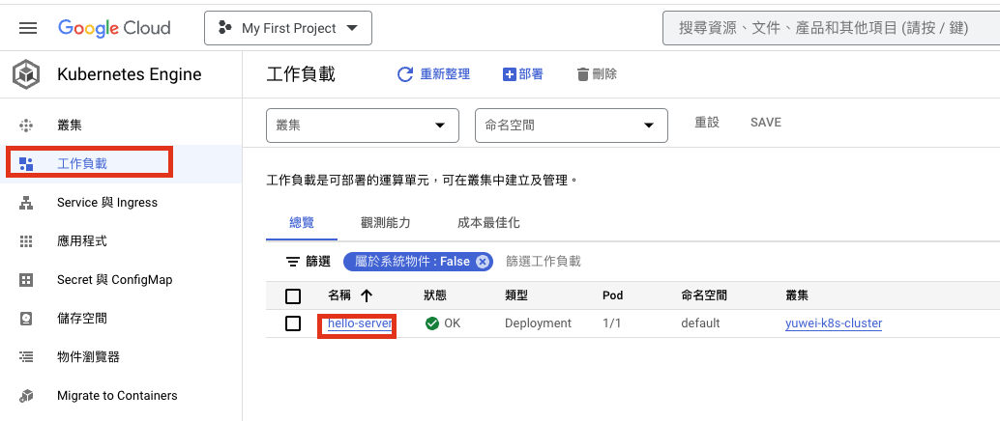 Google Cloud
My First Project
搜尋資源、文件、產品和其他項目 (請按 / 鍵)
Kubernetes Engine
工作負載
重新整理
部署
刪除
叢集
工作負載
Service 與 Ingress
應用程式
Secret 與 ConfigMap
儲存空間
物件瀏覽器
Migrate to Containers
叢集
命名空間
重設
SAVE
工作負載是可部署的運算單元，可在叢集中建立及管理。
總覽
觀測能力
成本最佳化
篩選
屬於系統物件 : False
篩選工作負載
名稱 狀態 類型 Pod 命名空間 叢集
hello-server OK Deployment 1/1 default yuwei-k8s-cluster